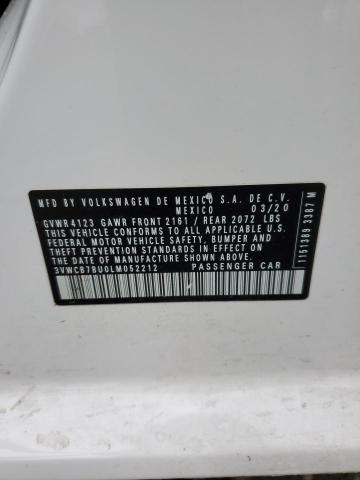 MFD BY VOLKSWAGEN DE MEXICO S.A. DE C.V.
MEXICO 03/20
GVWR 4123 GAWR FRONT 2161 / REAR 2072 LBS
THIS VEHICLE CONFORMS TO ALL APPLICABLE U.S.
FEDERAL MOTOR VEHICLE SAFETY, BUMPER AND
THEFT PREVENTION STANDARDS IN EFFECT ON
THE DATE OF MANUFACTURE SHOWN ABOVE.
3VWCB7BU0LM052212 PASSENGER CAR
1151389 3387 M